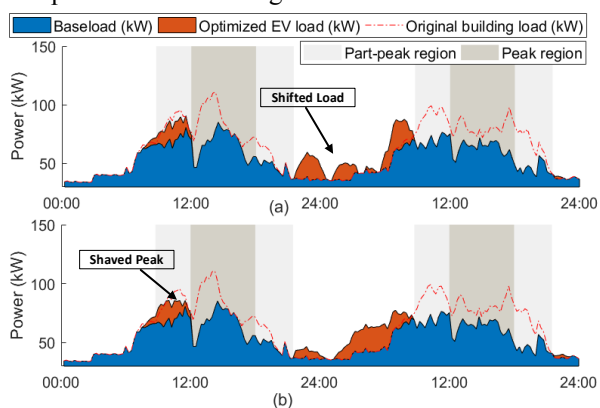 Baseload (kW) Optimized EV load (kW) Original building load (kW)
Part-peak region Peak region
150
100
50
Power (kW)
Shifted Load
00:00 12:00 24:00 12:00 24:00
(a)
150
100
50
Power (kW)
Shaved Peak
00:00 12:00 24:00 12:00 24:00
(b)